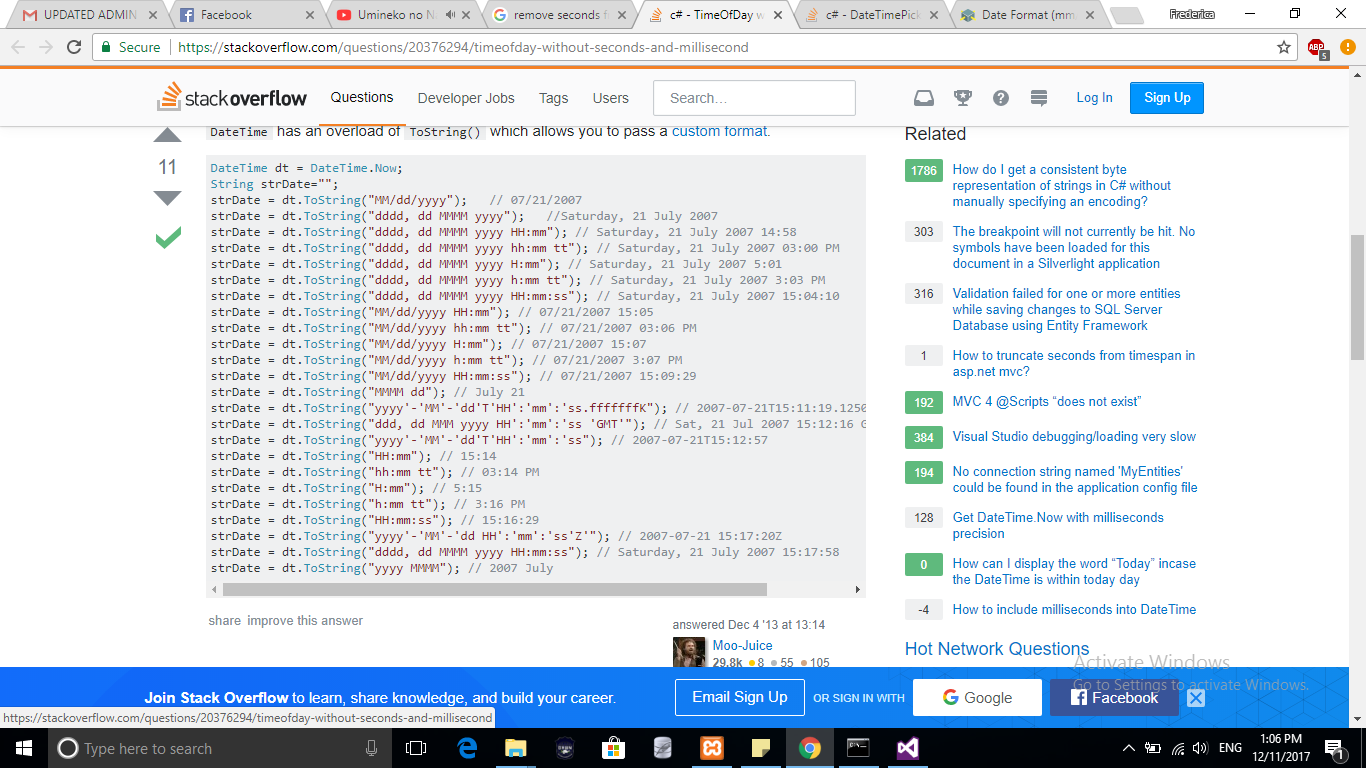 UPDATED ADMIN
Facebook
Umineko no Na
remove seconds f
c# - TimeOfDay w
c# - DateTimePick
Date Format (mm
Frederica
Secure
https://stackoverflow.com/questions/20376294/timeofday-without-seconds-and-millisecond
ABP
5
stackoverflow
Questions
Developer Jobs
Tags
Users
Search...
Log In
Sign Up
DateTime has an overload of ToString() which allows you to pass a custom format.
11
DateTime dt = DateTime.Now;
String strDate="";
strDate = dt.ToString("MM/dd/yyyy");   // 07/21/2007
strDate = dt.ToString("dddd, dd MMMM yyyy");   //Saturday, 21 July 2007
strDate = dt.ToString("dddd, dd MMMM yyyy HH:mm"); // Saturday, 21 July 2007 14:58
strDate = dt.ToString("dddd, dd MMMM yyyy hh:mm tt"); // Saturday, 21 July 2007 03:00 PM
strDate = dt.ToString("dddd, dd MMMM yyyy H:mm"); // Saturday, 21 July 2007 5:01
strDate = dt.ToString("dddd, dd MMMM yyyy h:mm tt"); // Saturday, 21 July 2007 3:03 PM
strDate = dt.ToString("dddd, dd MMMM yyyy HH:mm:ss"); // Saturday, 21 July 2007 15:04:10
strDate = dt.ToString("MM/dd/yyyy HH:mm"); // 07/21/2007 15:05
strDate = dt.ToString("MM/dd/yyyy hh:mm tt"); // 07/21/2007 03:06 PM
strDate = dt.ToString("MM/dd/yyyy H:mm"); // 07/21/2007 15:07
strDate = dt.ToString("MM/dd/yyyy h:mm tt"); // 07/21/2007 3:07 PM
strDate = dt.ToString("MM/dd/yyyy HH:mm:ss"); // 07/21/2007 15:09:29
strDate = dt.ToString("MMMM dd"); // July 21
strDate = dt.ToString("yyyy'-'MM'-'dd'T'HH':'mm':'ss.fffffffK"); // 2007-07-21T15:11:19.1250
strDate = dt.ToString("ddd, dd MMM yyyy HH':'mm':'ss 'GMT'"); // Sat, 21 Jul 2007 15:12:16 G
strDate = dt.ToString("yyyy'-'MM'-'dd'T'HH':'mm':'ss"); // 2007-07-21T15:12:57
strDate = dt.ToString("HH:mm"); // 15:14
strDate = dt.ToString("hh:mm tt"); // 03:14 PM
strDate = dt.ToString("H:mm"); // 5:15
strDate = dt.ToString("h:mm tt"); // 3:16 PM
strDate = dt.ToString("HH:mm:ss"); // 15:16:29
strDate = dt.ToString("yyyy'-'MM'-'dd HH':'mm':'ss'Z'"); // 2007-07-21 15:17:20Z
strDate = dt.ToString("dddd, dd MMMM yyyy HH:mm:ss"); // Saturday, 21 July 2007 15:17:58
strDate = dt.ToString("yyyy MMMM"); // 2007 July
share improve this answer
answered Dec 4 '13 at 13:14
Moo-Juice
29.8k 8 55 105
Related
1786 How do I get a consistent byte
representation of strings in C# without
manually specifying an encoding?
303 The breakpoint will not currently be hit. No
symbols have been loaded for this
document in a Silverlight application
316 Validation failed for one or more entities
while saving changes to SQL Server
Database using Entity Framework
1 How to truncate seconds from timespan in
asp.net mvc?
192 MVC 4 @Scripts “does not exist”
384 Visual Studio debugging/loading very slow
194 No connection string named 'MyEntities'
could be found in the application config file
128 Get DateTime.Now with milliseconds
precision
0 How can I display the word “Today” incase
the DateTime is within today day
-4 How to include milliseconds into DateTime
Hot Network Questions
Activate Windows
Go to Settings to activate Windows.
Join Stack Overflow to learn, share knowledge, and build your career.
Email Sign Up
OR SIGN IN WITH
Google
Facebook
https://stackoverflow.com/questions/20376294/timeofday-without-seconds-and-millisecond
Type here to search
ENG
1:06 PM
12/11/2017
1